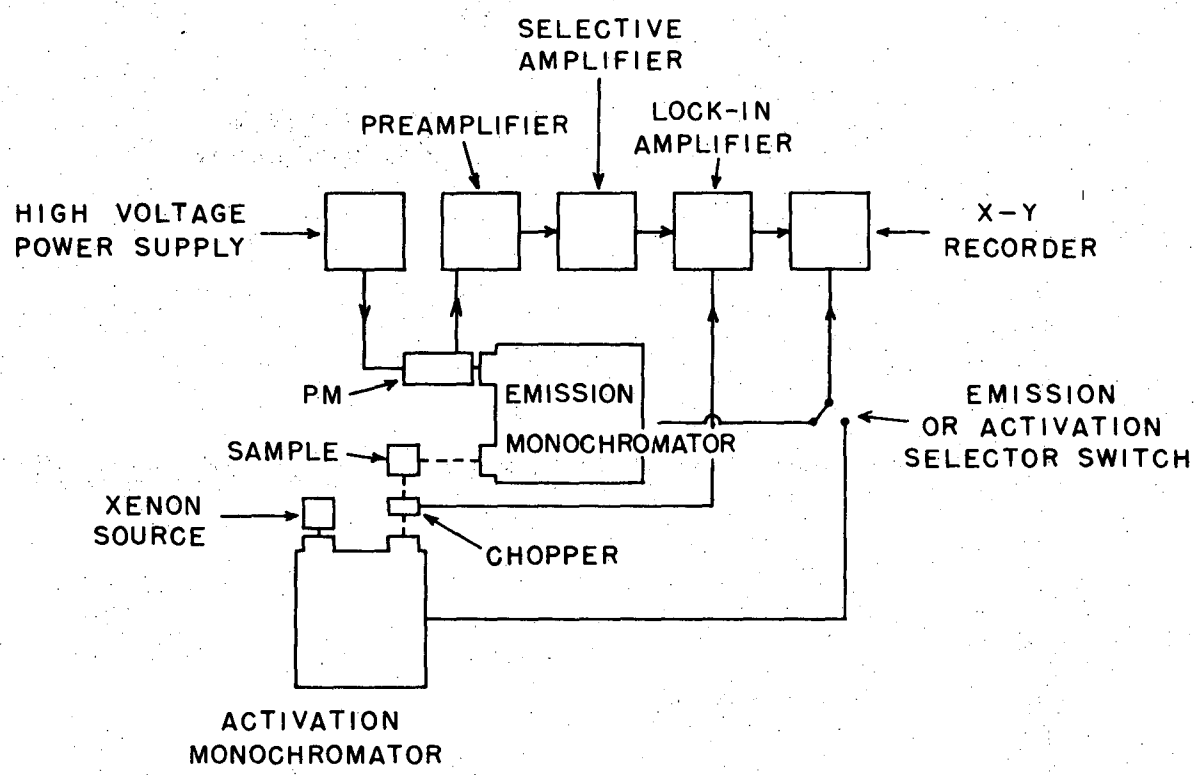 SELECTIVE
AMPLIFIER
LOCK-IN
AMPLIFIER
PREAMPLIFIER
HIGH VOLTAGE
POWER SUPPLY
X-Y
RECORDER
PM
EMISSION
MONOCHROMATOR
EMISSION
OR ACTIVATION
SELECTOR SWITCH
SAMPLE
XENON
SOURCE
CHOPPER
ACTIVATION
MONOCHROMATOR